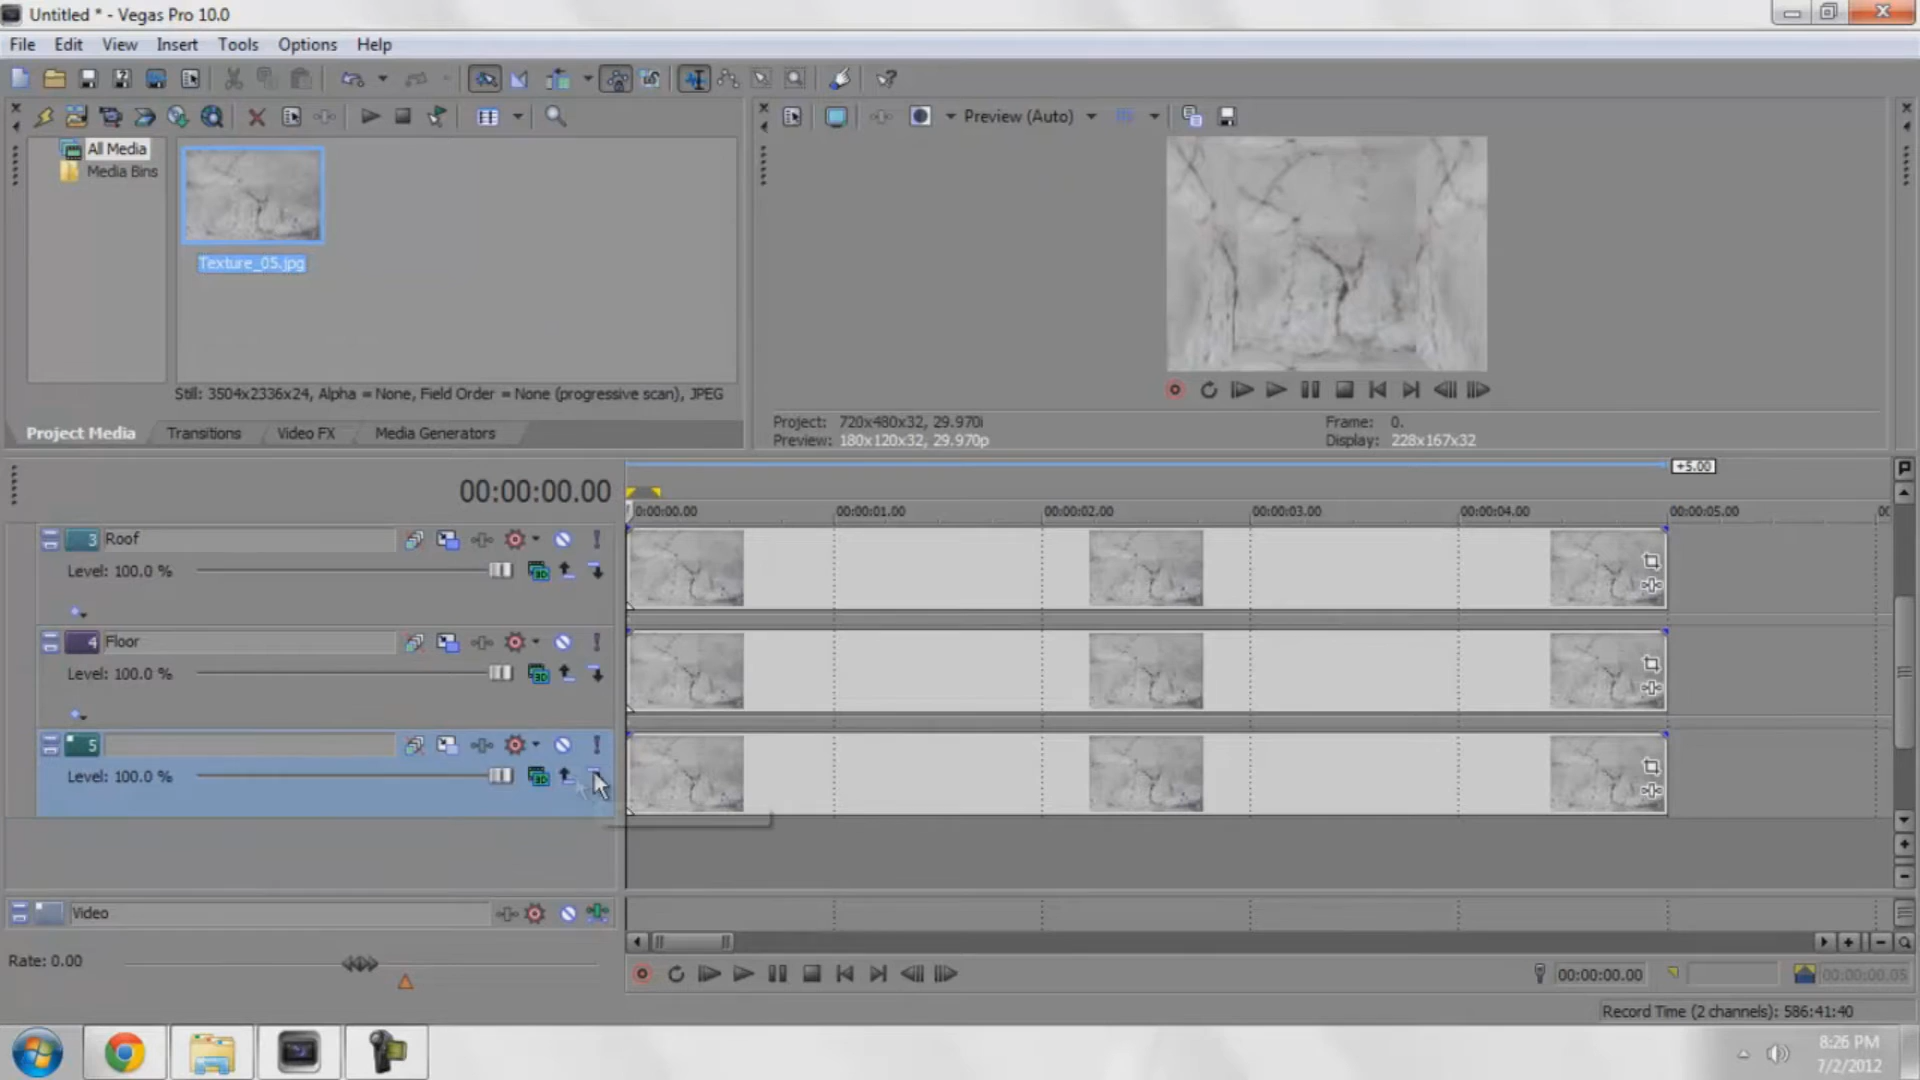 Untitled * - Vegas Pro 10.0
File Edit View Insert Tools Options Help
Preview (Auto)
All Media
Media Bins
Texture_05.jpg
Still: 3504x2336x24, Alpha = None, Field Order = None (progressive scan), JPEG
Project Media Transitions Video FX Media Generators
Project: 720x480x32, 29.970i
Preview: 180x120x32, 29.970p
Frame: 0.
Display: 228x167x32
+5.00
00:00:00.00
0:00:00.00 00:00:01.00 00:00:02.00 00:00:03.00 00:00:04.00 00:00:05.00 00
3 Roof
Level: 100.0 %
4 Floor
Level: 100.0 %
5
Level: 100.0 %
Video
Rate: 0.00
00:00:00.00
00:00:00.05
Record Time (2 channels): 586:41:40
8:26 PM
7/2/2012